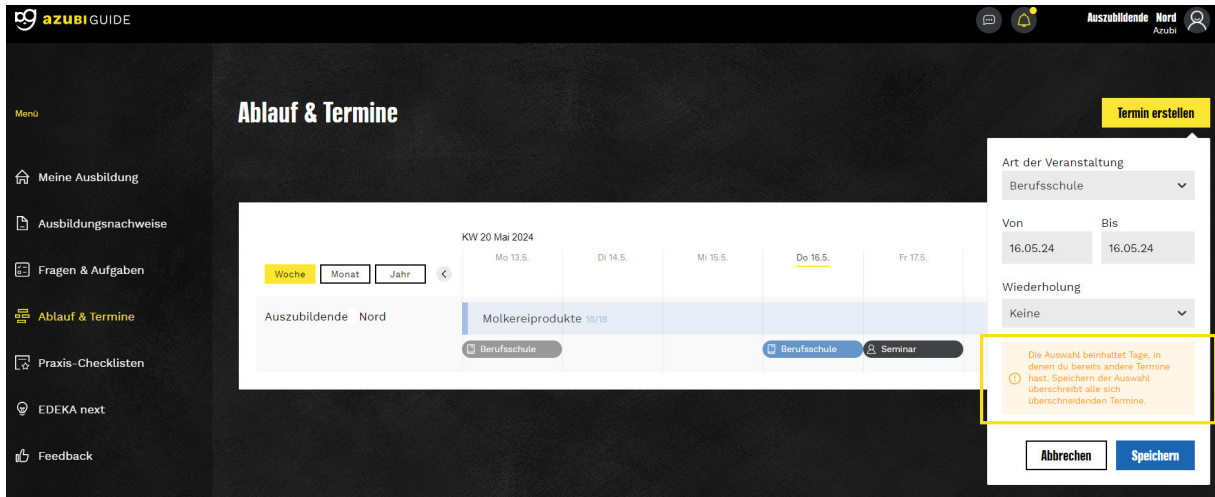 azuBIGUIDE
Auszublldende Nord
Azubi
Menü
Meine Ausbildung
Ausbildungsnachweise
Fragen & Aufgaben
Ablauf & Termine
Praxis-Checklisten
EDEKA next
Feedback
Ablauf & Termine
Termin erstellen
KW 20 Mai 2024
Mo 13.5.
Di 14.5.
Mi 15.5.
Do 16.5.
Fr 17.5.
Woche
Monat
Jahr
Auszubildende Nord
Molkereiprodukte 18/18
Berufsschule
Berufsschule
Seminar
Art der Veranstaltung
Berufsschule
Von
Bis
16.05.24
16.05.24
Wiederholung
Keine
Die Auswahl beinhaltet Tage, in
denen du bereits andere Termine
hast. Speichern der Auswahl
überschreibt alle sich
überschneidenden Termine.
Abbrechen
Speichern